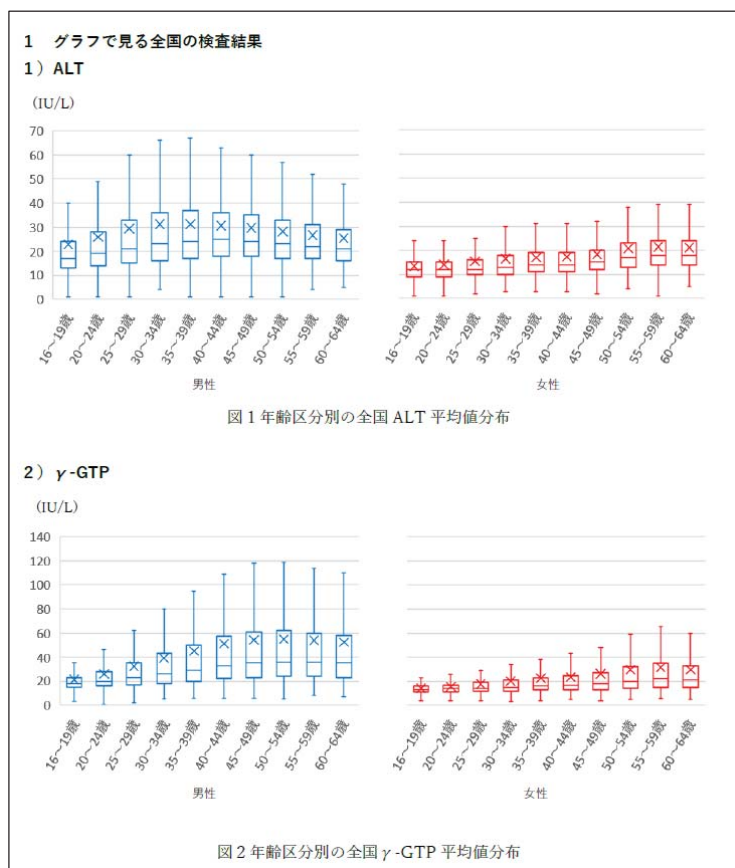 1 グラフで見る全国の検査結果
1）ALT
(IU/L)
70
60
50
40
30
20
10
0
16～19歳
20～24歳
25～29歳
30～34歳
35～39歳
40～44歳
45～49歳
50～54歳
55～59歳
60～64歳
男性
16～19歳
20～24歳
25～29歳
30～34歳
35～39歳
40～44歳
45～49歳
50～54歳
55～59歳
60～64歳
女性
図1年齢区分別の全国 ALT 平均値分布
2）γ-GTP
(IU/L)
140
120
100
80
60
40
20
0
16～19歳
20～24歳
25～29歳
30～34歳
35～39歳
40～44歳
45～49歳
50～54歳
55～59歳
60～64歳
男性
16～19歳
20～24歳
25～29歳
30～34歳
35～39歳
40～44歳
45～49歳
50～54歳
55～59歳
60～64歳
女性
図2年齢区分別の全国γ-GTP 平均値分布